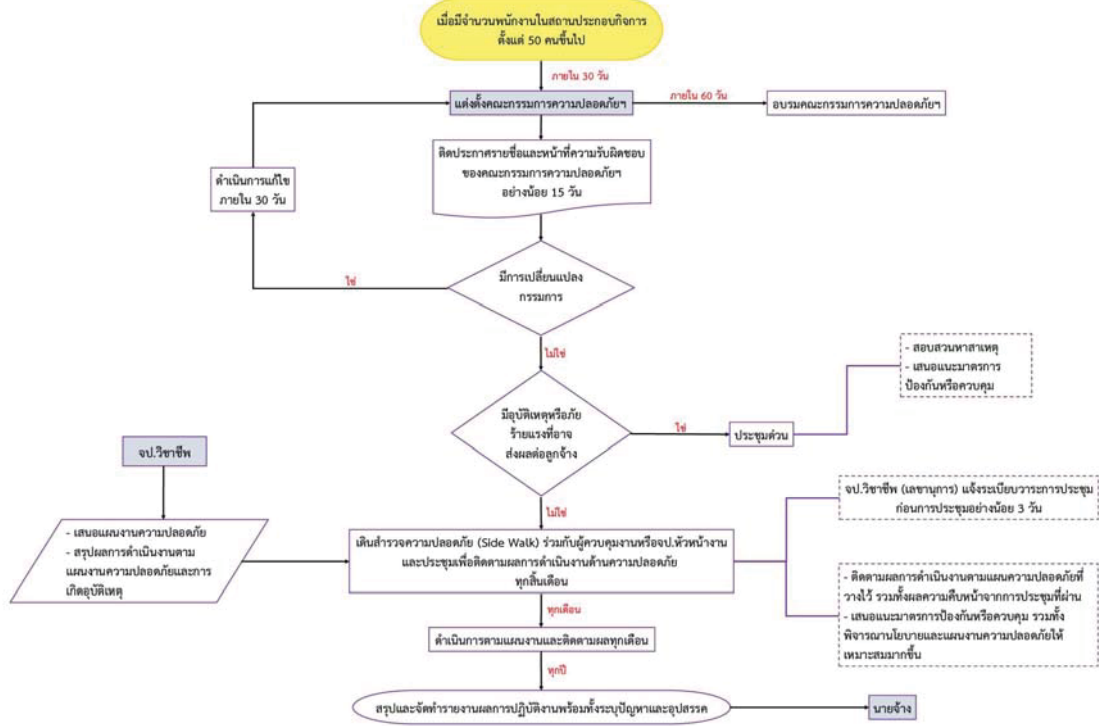 เมื่อมีจำนวนพนักงานในสถานประกอบกิจการ
ตั้งแต่ 50 คนขึ้นไป
ภายใน 30 วัน
แต่งตั้งคณะกรรมการความปลอดภัยฯ
ภายใน 60 วัน
อบรมคณะกรรมการความปลอดภัยฯ
ติดประกาศรายชื่อและหน้าที่ความรับผิดชอบ
ของคณะกรรมการความปลอดภัยฯ
อย่างน้อย 15 วัน
ดำเนินการแก้ไข
ภายใน 30 วัน
มีการเปลี่ยนแปลง
กรรมการ
ใช่
ไม่ใช่
มีอุบัติเหตุหรือภัย
ร้ายแรงที่อาจ
ส่งผลต่อลูกจ้าง
ใช่
ประชุมด่วน
- สอบสวนหาสาเหตุ
- เสนอแนะมาตรการ
ป้องกันหรือควบคุม
ไม่ใช่
จป.วิชาชีพ
- เสนอแผนงานความปลอดภัย
- สรุปผลการดำเนินงานตาม
แผนงานความปลอดภัยและการ
เกิดอุบัติเหตุ
เดินสำรวจความปลอดภัย (Side Walk) ร่วมกับผู้ควบคุมงานหรือจป.หัวหน้างาน
และประชุมเพื่อติดตามผลการดำเนินงานด้านความปลอดภัย
ทุกสิ้นเดือน
จป.วิชาชีพ (เลขานุการ) แจ้งระเบียบวาระการประชุม
ก่อนการประชุมอย่างน้อย 3 วัน
- ติดตามผลการดำเนินงานตามแผนความปลอดภัยที่
วางไว้ รวมทั้งผลความคืบหน้าจากการประชุมที่ผ่าน
- เสนอแนะมาตรการป้องกันหรือควบคุม รวมทั้ง
พิจารณานโยบายและแผนงานความปลอดภัยให้
เหมาะสมมากขึ้น
ทุกเดือน
ดำเนินการตามแผนงานและติดตามผลทุกเดือน
ทุกปี
สรุปและจัดทำรายงานผลการปฏิบัติงานพร้อมทั้งระบุปัญหาและอุปสรรค
นายจ้าง